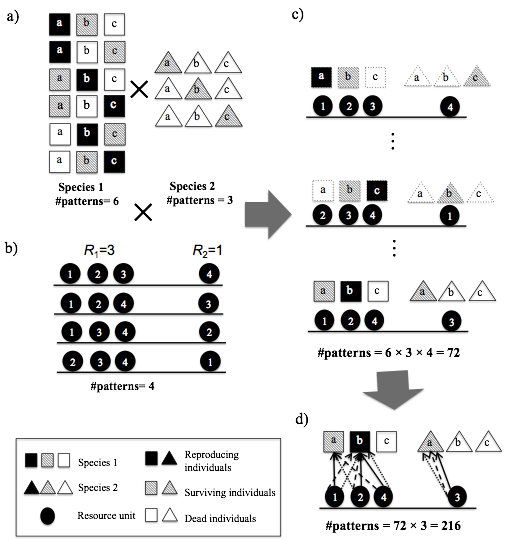 a)
a b c
a b c
a b c
a b c
a b c
a b c
a b c
a b c
a b c
Species 1
#patterns= 6
Species 2
#patterns = 3
b)
R₁=3 R₂=1
1 2 3 4
1 2 4 3
1 3 4 2
2 3 4 1
#patterns= 4
c)
a b c a b c
1 2 3 4
a b c a b c
2 3 4 1
a b c a b c
1 2 4 3
#patterns = 6 × 3 × 4 = 72
d)
a b c a b c
1 2 4 3
#patterns = 72 × 3 = 216
Species 1
Species 2
Resource unit
Reproducing
individuals
Surviving individuals
Dead individuals